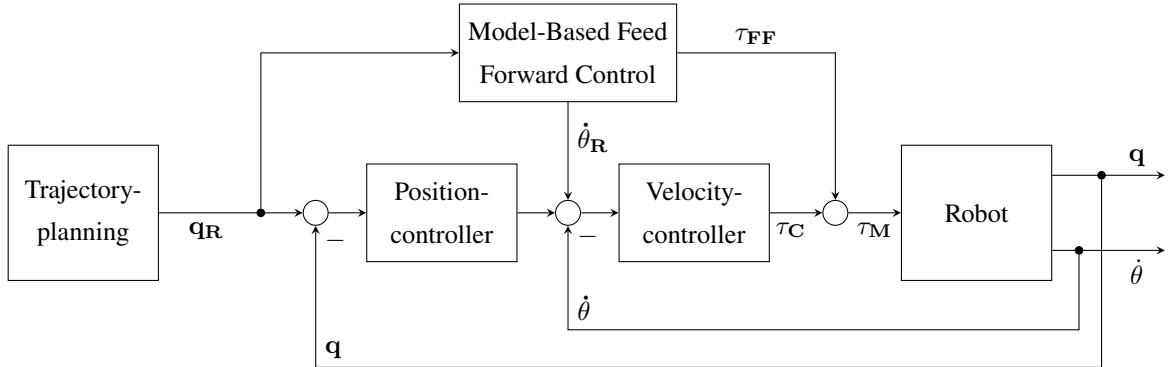 Model-Based Feed
Forward Control
τ_FF
θ̇_R
Trajectory-
planning
q_R
−
Position-
controller
−
Velocity-
controller
τ_C
τ_M
Robot
q
θ̇
θ̇
q